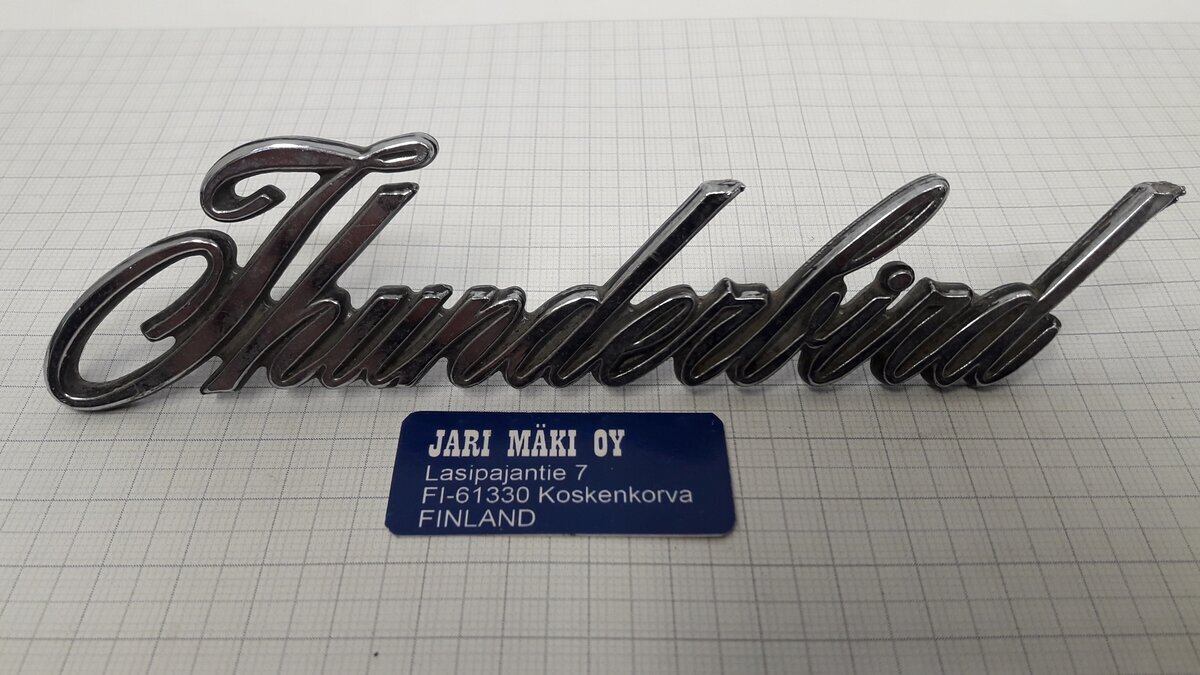 Thunderbird
JARI MÄKI OY
Lasipajantie 7
FI-61330 Koskenkorva
FINLAND